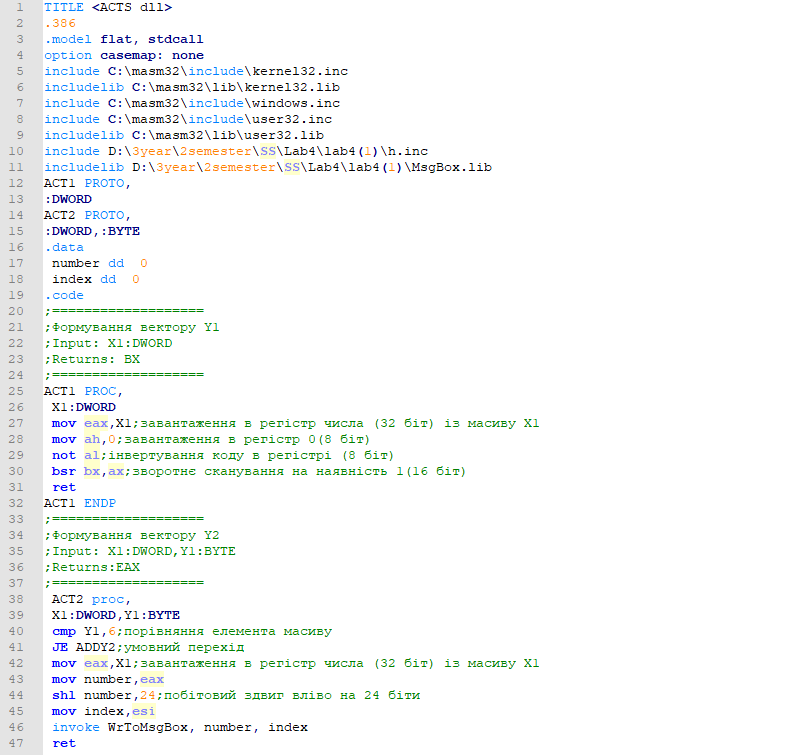 1 TITLE <ACTS dll>
2 .386
3 .model flat, stdcall
4 option casemap: none
5 include C:\masm32\include\kernel32.inc
6 includelib C:\masm32\lib\kernel32.lib
7 include C:\masm32\include\windows.inc
8 include C:\masm32\include\user32.inc
9 includelib C:\masm32\lib\user32.lib
10 include D:\3year\2semester\SS\Lab4\lab4(1)\h.inc
11 includelib D:\3year\2semester\SS\Lab4\lab4(1)\MsgBox.lib
12 ACT1 PROTO,
13 :DWORD
14 ACT2 PROTO,
15 :DWORD,:BYTE
16 .data
17 number dd 0
18 index dd 0
19 .code
20 ;===================
21 ;Формування вектору Y1
22 ;Input: X1:DWORD
23 ;Returns: BX
24 ;===================
25 ACT1 PROC,
26 X1:DWORD
27 mov eax,X1;завантаження в регістр числа (32 біт) із масиву X1
28 mov ah,0;завантаження в регістр 0(8 біт)
29 not al;інвертування коду в регістрі (8 біт)
30 bsr bx,ax;зворотнє сканування на наявність 1(16 біт)
31 ret
32 ACT1 ENDP
33 ;===================
34 ;Формування вектору Y2
35 ;Input: X1:DWORD,Y1:BYTE
36 ;Returns:EAX
37 ;===================
38 ACT2 proc,
39 X1:DWORD,Y1:BYTE
40 cmp Y1,6;порівняння елемента масиву
41 JE ADDY2;умовний перехід
42 mov eax,X1;завантаження в регістр числа (32 біт) із масиву X1
43 mov number,eax
44 shl number,24;побітовий здвиг вліво на 24 біти
45 mov index,esi
46 invoke WrToMsgBox, number, index
47 ret